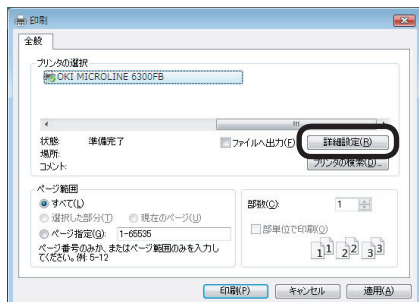 印刷
全般
プリンタの選択
OKI MICROLINE 6300FB
状態: 準備完了
場所:
コメント:
ファイルへ出力(F)
詳細設定(R)
プリンタの検索(D)...
ページ範囲
すべて(L)
選択した部分(T) 現在のページ(U)
ページ指定(G): 1-65535
ページ番号のみか、またはページ範囲のみを入力し
てください。例: 5-12
部数(C): 1
部単位で印刷(O)
11 22 33
印刷(P) キャンセル 適用(A)